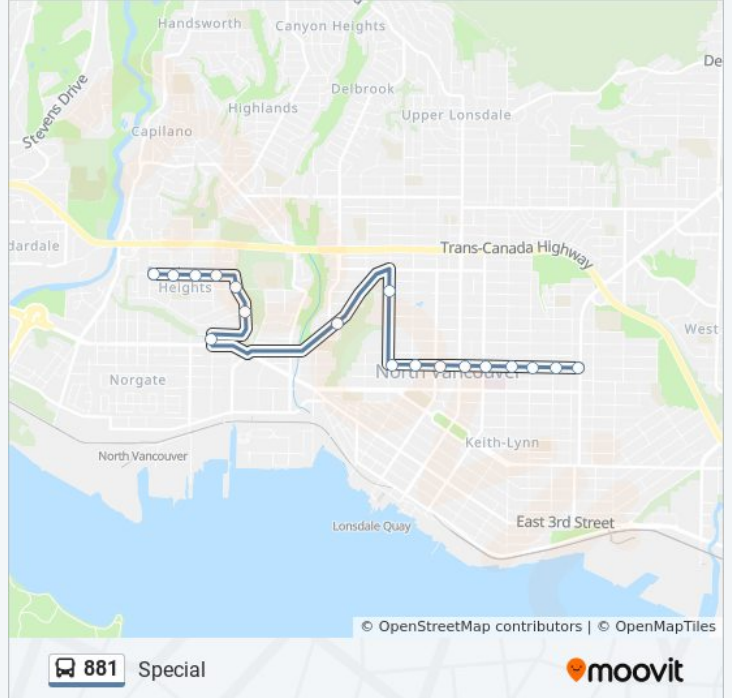 Handsworth
Canyon Heights
De
Delbrook
Stevens Drive
Highlands
Upper Lonsdale
Capilano
dardale
Trans-Canada Highway
Heights
West
North Vancouver
Norgate
Keith-Lynn
North Vancouver
Lonsdale Quay
East 3rd Street
© OpenStreetMap contributors | © OpenMapTiles
881 Special
moovit